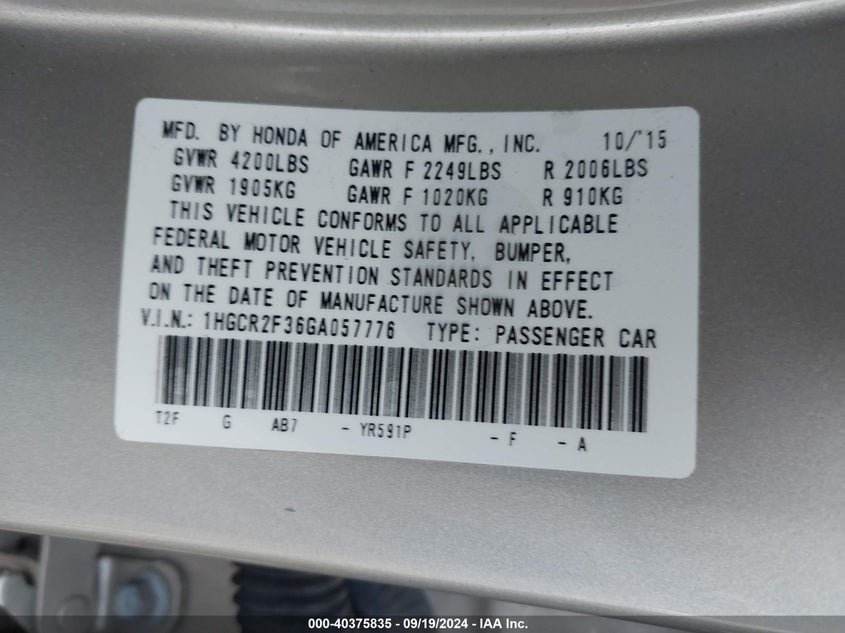 MFD. BY HONDA OF AMERICA MFG., INC. 10/'15
GVWR 4200LBS GAWR F 2249LBS R 2006LBS
GVWR 1905KG GAWR F 1020KG R 910KG
THIS VEHICLE CONFORMS TO ALL APPLICABLE
FEDERAL MOTOR VEHICLE SAFETY, BUMPER,
AND THEFT PREVENTION STANDARDS IN EFFECT
ON THE DATE OF MANUFACTURE SHOWN ABOVE.
V.I.N.: 1HGCR2F36GA057776 TYPE: PASSENGER CAR
T2F G AB7 - YR591P - F - A
000-40375835 - 09/19/2024 - IAA Inc.